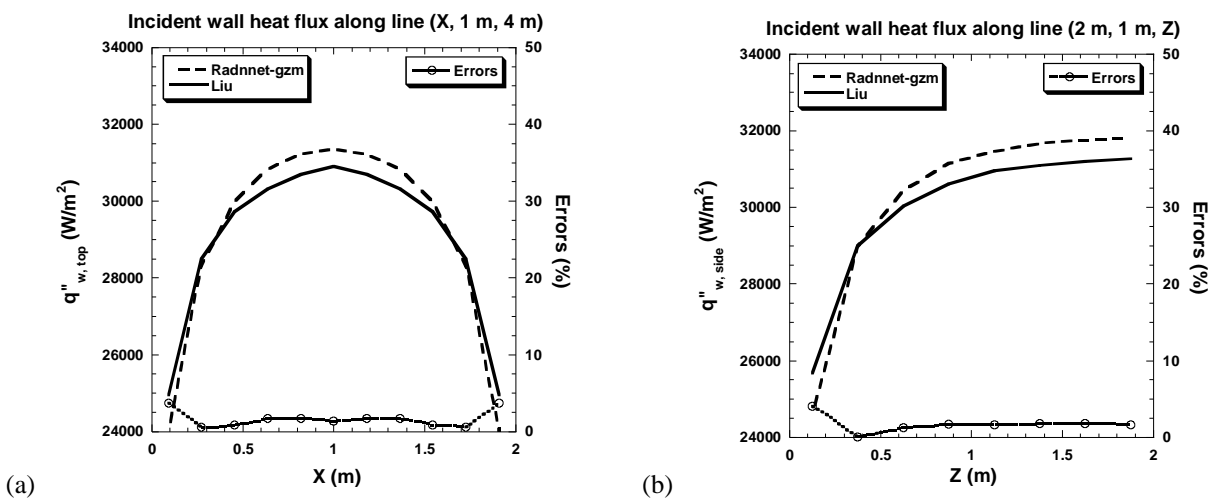 Incident wall heat flux along line (X, 1 m, 4 m)
34000
32000
30000
28000
26000
24000
q"w, top (W/m²)
Radnnet-gzm
Liu
Errors
50
40
30
20
10
0
Errors (%)
0
0.5
1
1.5
2
X (m)
(a)
Incident wall heat flux along line (2 m, 1 m, Z)
34000
32000
30000
28000
26000
24000
q"w, side (W/m²)
Radnnet-gzm
Liu
Errors
50
40
30
20
10
0
Errors (%)
0
0.5
1
1.5
2
Z (m)
(b)